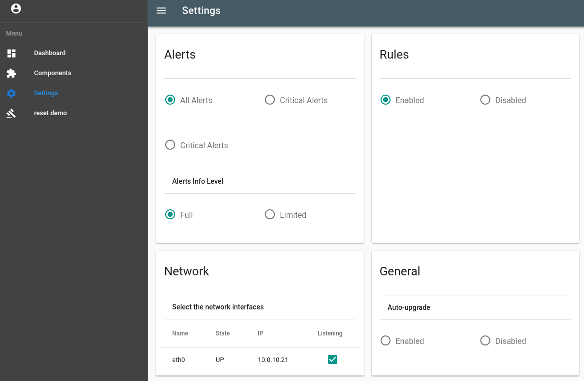 Settings
Menu
Dashboard
Components
Settings
reset demo
Alerts
All Alerts
Critical Alerts
Critical Alerts
Alerts Info Level
Full
Limited
Rules
Enabled
Disabled
Network
Select the network interfaces
Name State IP Listening
eth0 UP 10.0.10.21
General
Auto-upgrade
Enabled
Disabled